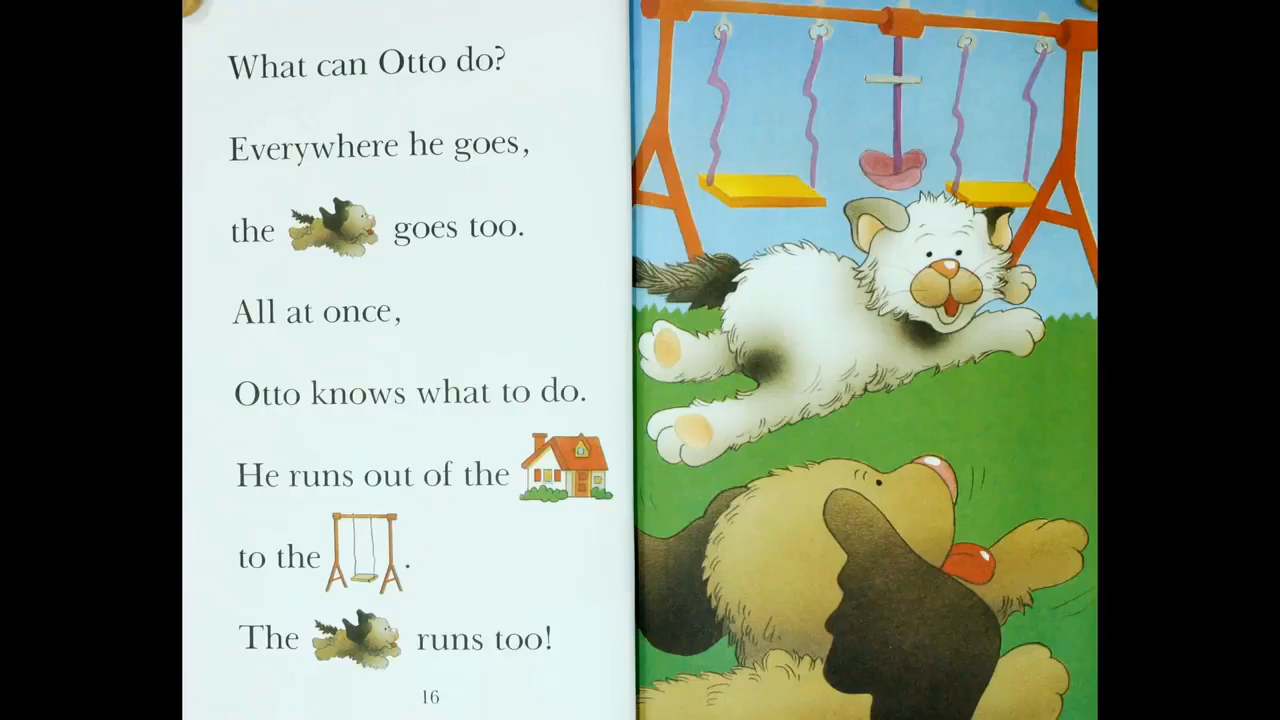 What can Otto do?
Everywhere he goes,
the goes too.
All at once,
Otto knows what to do.
He runs out of the
to the .
The runs too!
16